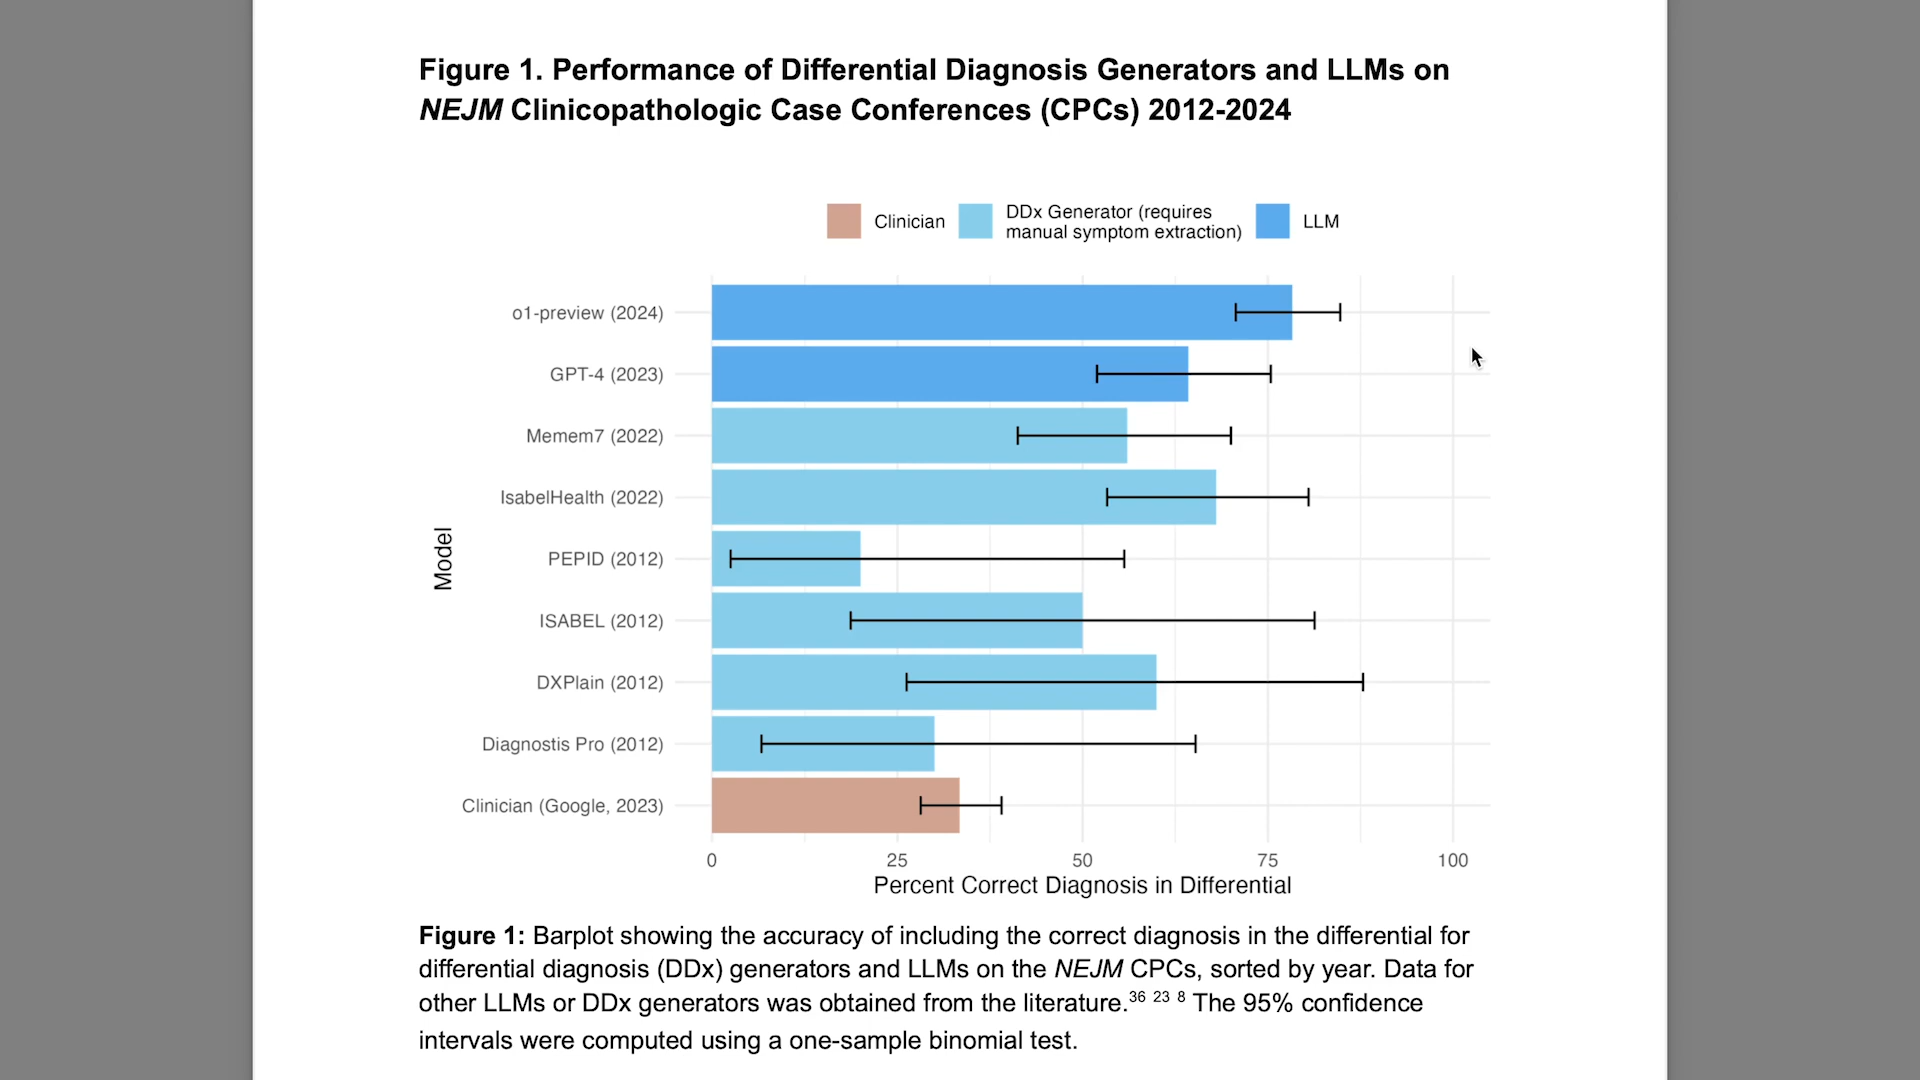 Figure 1. Performance of Differential Diagnosis Generators and LLMs on
NEJM Clinicopathologic Case Conferences (CPCs) 2012-2024
Clinician
DDx Generator (requires
manual symptom extraction)
LLM
o1-preview (2024)
GPT-4 (2023)
Memem7 (2022)
IsabelHealth (2022)
PEPID (2012)
ISABEL (2012)
DXPlain (2012)
Diagnostis Pro (2012)
Clinician (Google, 2023)
Model
0 25 50 75 100
Percent Correct Diagnosis in Differential
Figure 1: Barplot showing the accuracy of including the correct diagnosis in the differential for
differential diagnosis (DDx) generators and LLMs on the NEJM CPCs, sorted by year. Data for
other LLMs or DDx generators was obtained from the literature.36 23 8 The 95% confidence
intervals were computed using a one-sample binomial test.